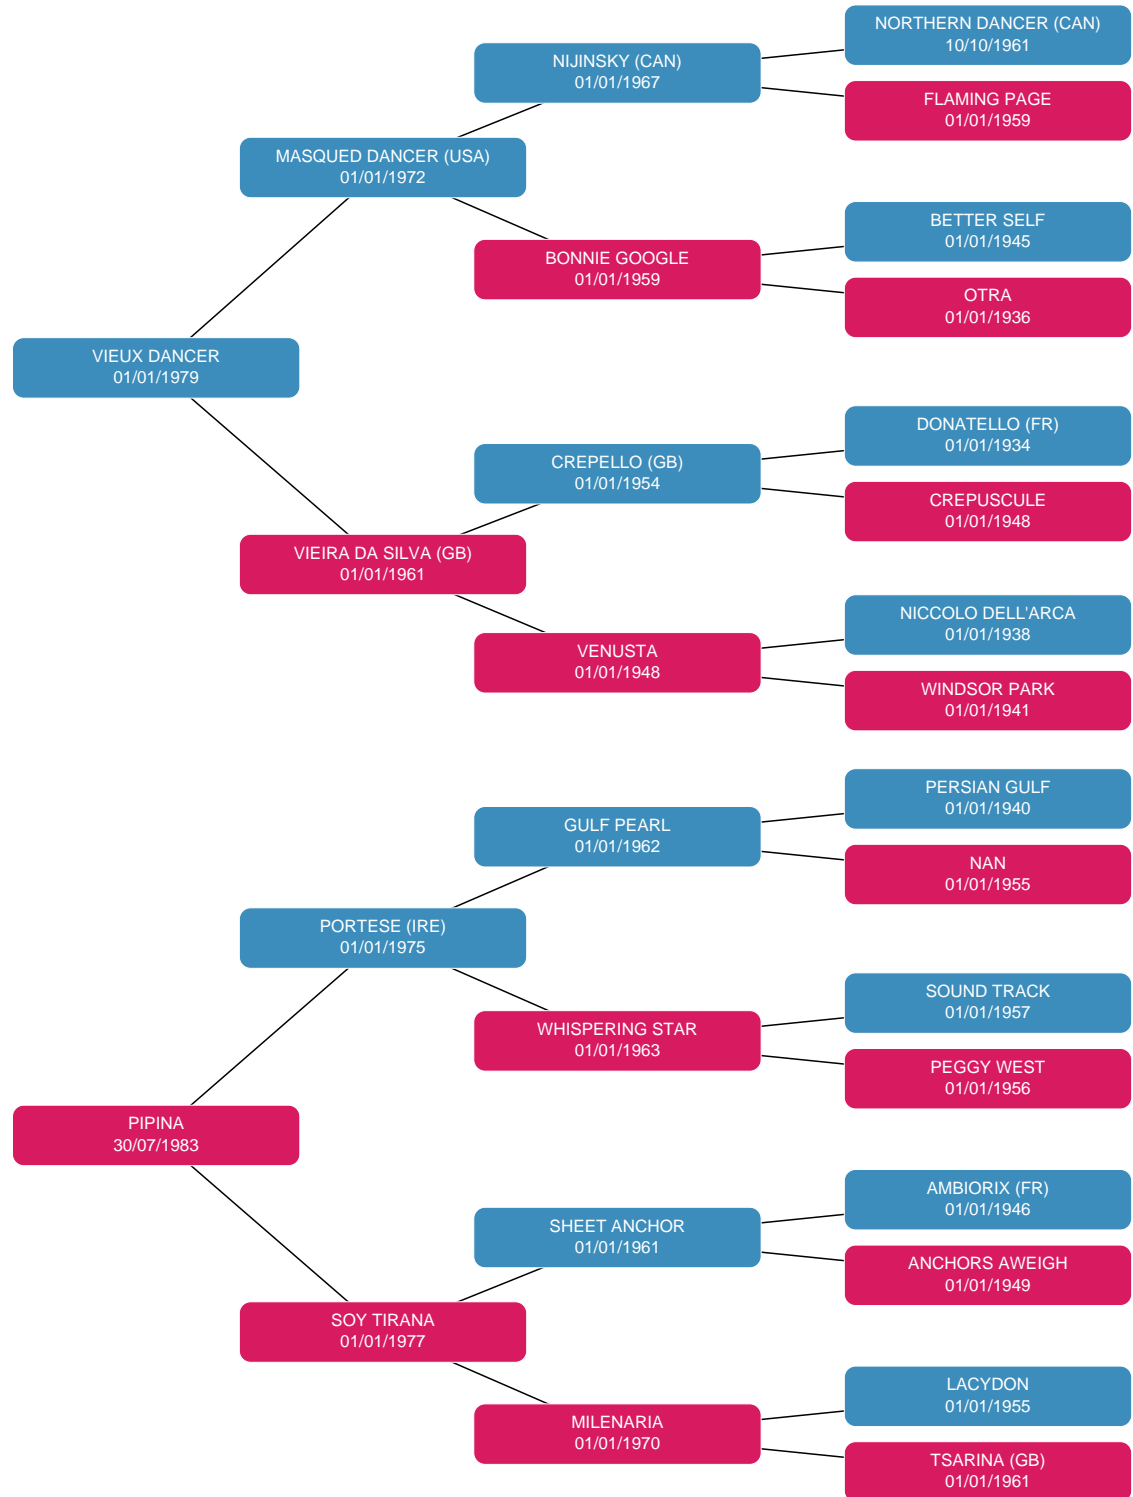 NORTHERN DANCER (CAN)
10/10/1961
NIJINSKY (CAN)
01/01/1967
FLAMING PAGE
01/01/1959
MASQUED DANCER (USA)
01/01/1972
BETTER SELF
01/01/1945
BONNIE GOOGLE
01/01/1959
OTRA
01/01/1936
VIEUX DANCER
01/01/1979
DONATELLO (FR)
01/01/1934
CREPELLO (GB)
01/01/1954
CREPUSCULE
01/01/1948
VIEIRA DA SILVA (GB)
01/01/1961
NICCOLO DELL'ARCA
01/01/1938
VENUSTA
01/01/1948
WINDSOR PARK
01/01/1941
PERSIAN GULF
01/01/1940
GULF PEARL
01/01/1962
NAN
01/01/1955
PORTESE (IRE)
01/01/1975
SOUND TRACK
01/01/1957
WHISPERING STAR
01/01/1963
PEGGY WEST
01/01/1956
PIPINA
30/07/1983
AMBIORIX (FR)
01/01/1946
SHEET ANCHOR
01/01/1961
ANCHORS AWEIGH
01/01/1949
SOY TIRANA
01/01/1977
LACYDON
01/01/1955
MILENARIA
01/01/1970
TSARINA (GB)
01/01/1961